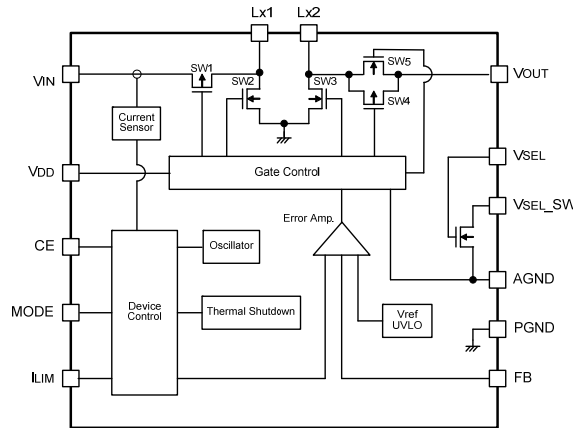 Lx1 Lx2
VIN
SW1
SW2
SW3
SW5
SW4
VOUT
Current
Sensor
VDD
Gate Control
VSEL
VSEL_SW
Error Amp.
CE
Oscillator
AGND
MODE
Device
Control
Thermal Shutdown
Vref
UVLO
PGND
ILIM
FB